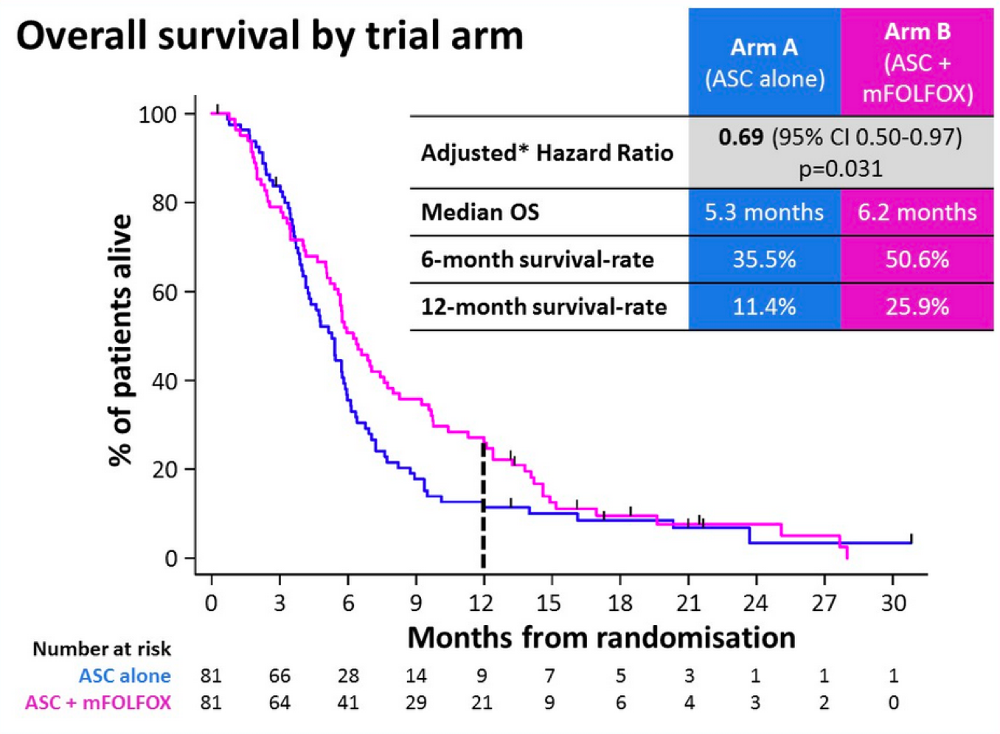 Overall survival by trial arm
Arm A
(ASC alone)
Arm B
(ASC +
mFOLFOX)
Adjusted* Hazard Ratio
0.69 (95% CI 0.50-0.97)
p=0.031
Median OS 5.3 months 6.2 months
6-month survival-rate 35.5% 50.6%
12-month survival-rate 11.4% 25.9%
% of patients alive
100
80
60
40
20
0
0 3 6 9 12 15 18 21 24 27 30
Months from randomisation
Number at risk
ASC alone 81 66 28 14 9 7 5 3 1 1 1
ASC + mFOLFOX 81 64 41 29 21 9 6 4 3 2 0